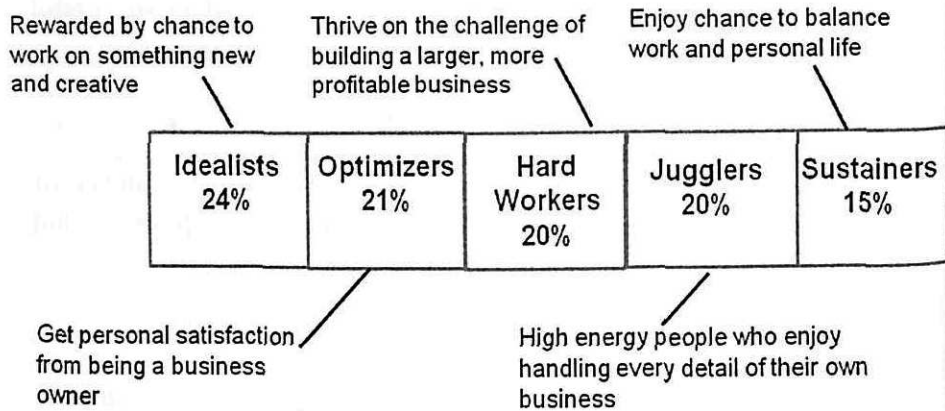 Rewarded by chance to
work on something new
and creative
Thrive on the challenge of
building a larger, more
profitable business
Enjoy chance to balance
work and personal life
Idealists
24%
Optimizers
21%
Hard
Workers
20%
Jugglers
20%
Sustainers
15%
Get personal satisfaction
from being a business
owner
High energy people who enjoy
handling every detail of their own
business